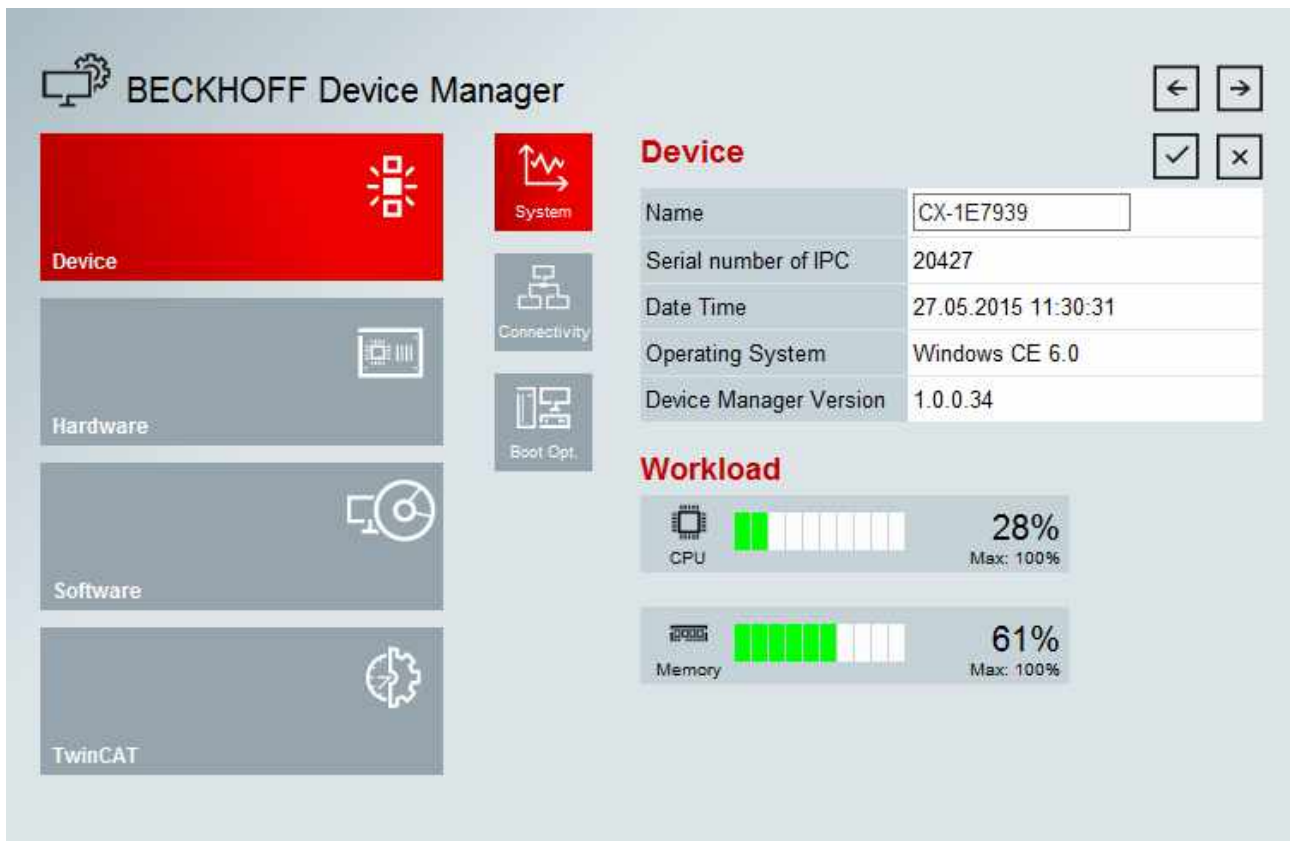 BECKHOFF Device Manager
Device
Hardware
Software
TwinCAT
System
Connectivity
Boot Opt.
Device
Name CX-1E7939
Serial number of IPC 20427
Date Time 27.05.2015 11:30:31
Operating System Windows CE 6.0
Device Manager Version 1.0.0.34
Workload
CPU 28%
Max: 100%
Memory 61%
Max: 100%